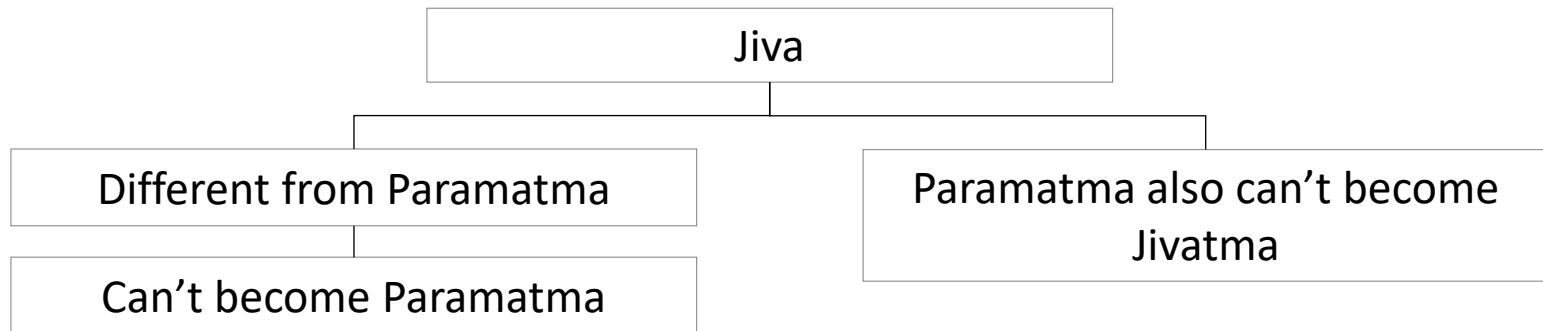 Jiva
Different from Paramatma
Can’t become Paramatma
Paramatma also can’t become
Jivatma